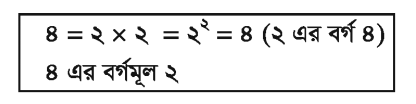 ৪ = ২ × ২ = ২² = ৪ (২ এর বর্গ ৪)
৪ এর বর্গমূল ২